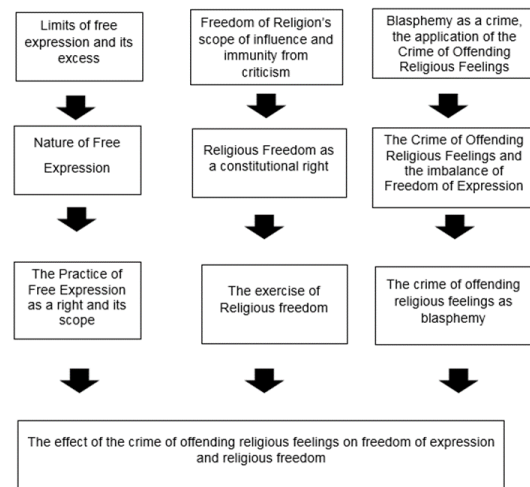 Limits of free
expression and its
excess
Freedom of Religion's
scope of influence and
immunity from
criticism
Blasphemy as a crime,
the application of the
Crime of Offending
Religious Feelings
Nature of Free
Expression
Religious Freedom as
a constitutional right
The Crime of Offending
Religious Feelings and
the imbalance of
Freedom of Expression
The Practice of
Free Expression
as a right and its
scope
The exercise of
Religious freedom
The crime of offending
religious feelings as
blasphemy
The effect of the crime of offending religious feelings on freedom of expression
and religious freedom